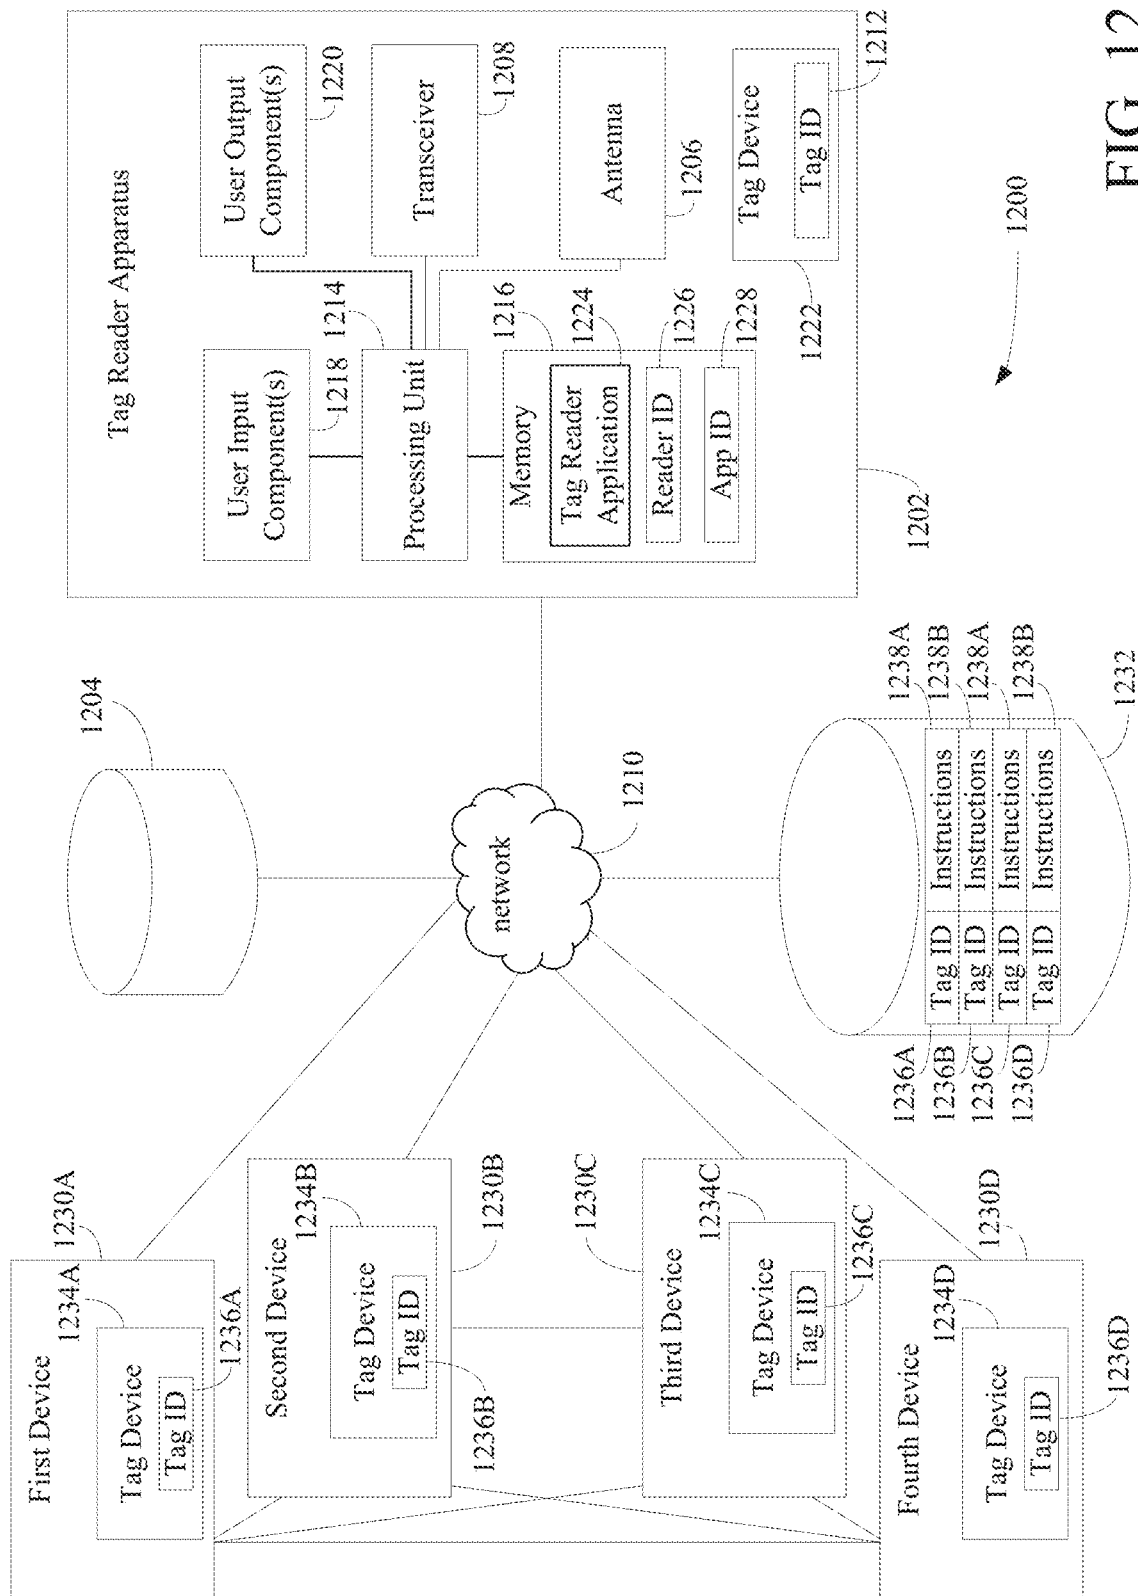 FIG. 12
1200
Tag Reader Apparatus
1202
User Input
Component(s)
1218
User Output
Component(s)
1220
Processing Unit
1214
Transceiver
1208
Memory
1216
Tag Reader
Application
1224
Reader ID
1226
App ID
1228
Antenna
1206
Tag Device
Tag ID
1222
1212
1204
network
1210
1236A
Tag ID
Instructions
1238A
1236B
Tag ID
Instructions
1238B
1236C
Tag ID
Instructions
1238A
1236D
Tag ID
Instructions
1238B
1232
First Device
1230A
1234A
Tag Device
Tag ID
1236A
Second Device
1234B
Tag Device
Tag ID
1236B
1230B
1230C
Third Device
1234C
Tag Device
Tag ID
1236C
Fourth Device
1230D
1234D
Tag Device
Tag ID
1236D